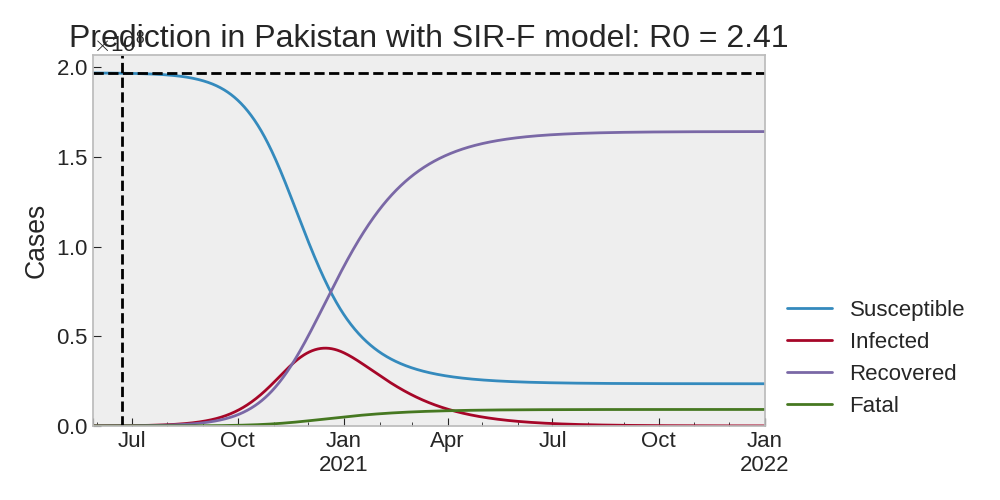 Prediction in Pakistan with SIR-F model: R0 = 2.41
×10⁸
2.0
1.5
1.0
0.5
0.0
Cases
Jul Oct Jan Apr Jul Oct Jan
2021 2022
Susceptible
Infected
Recovered
Fatal